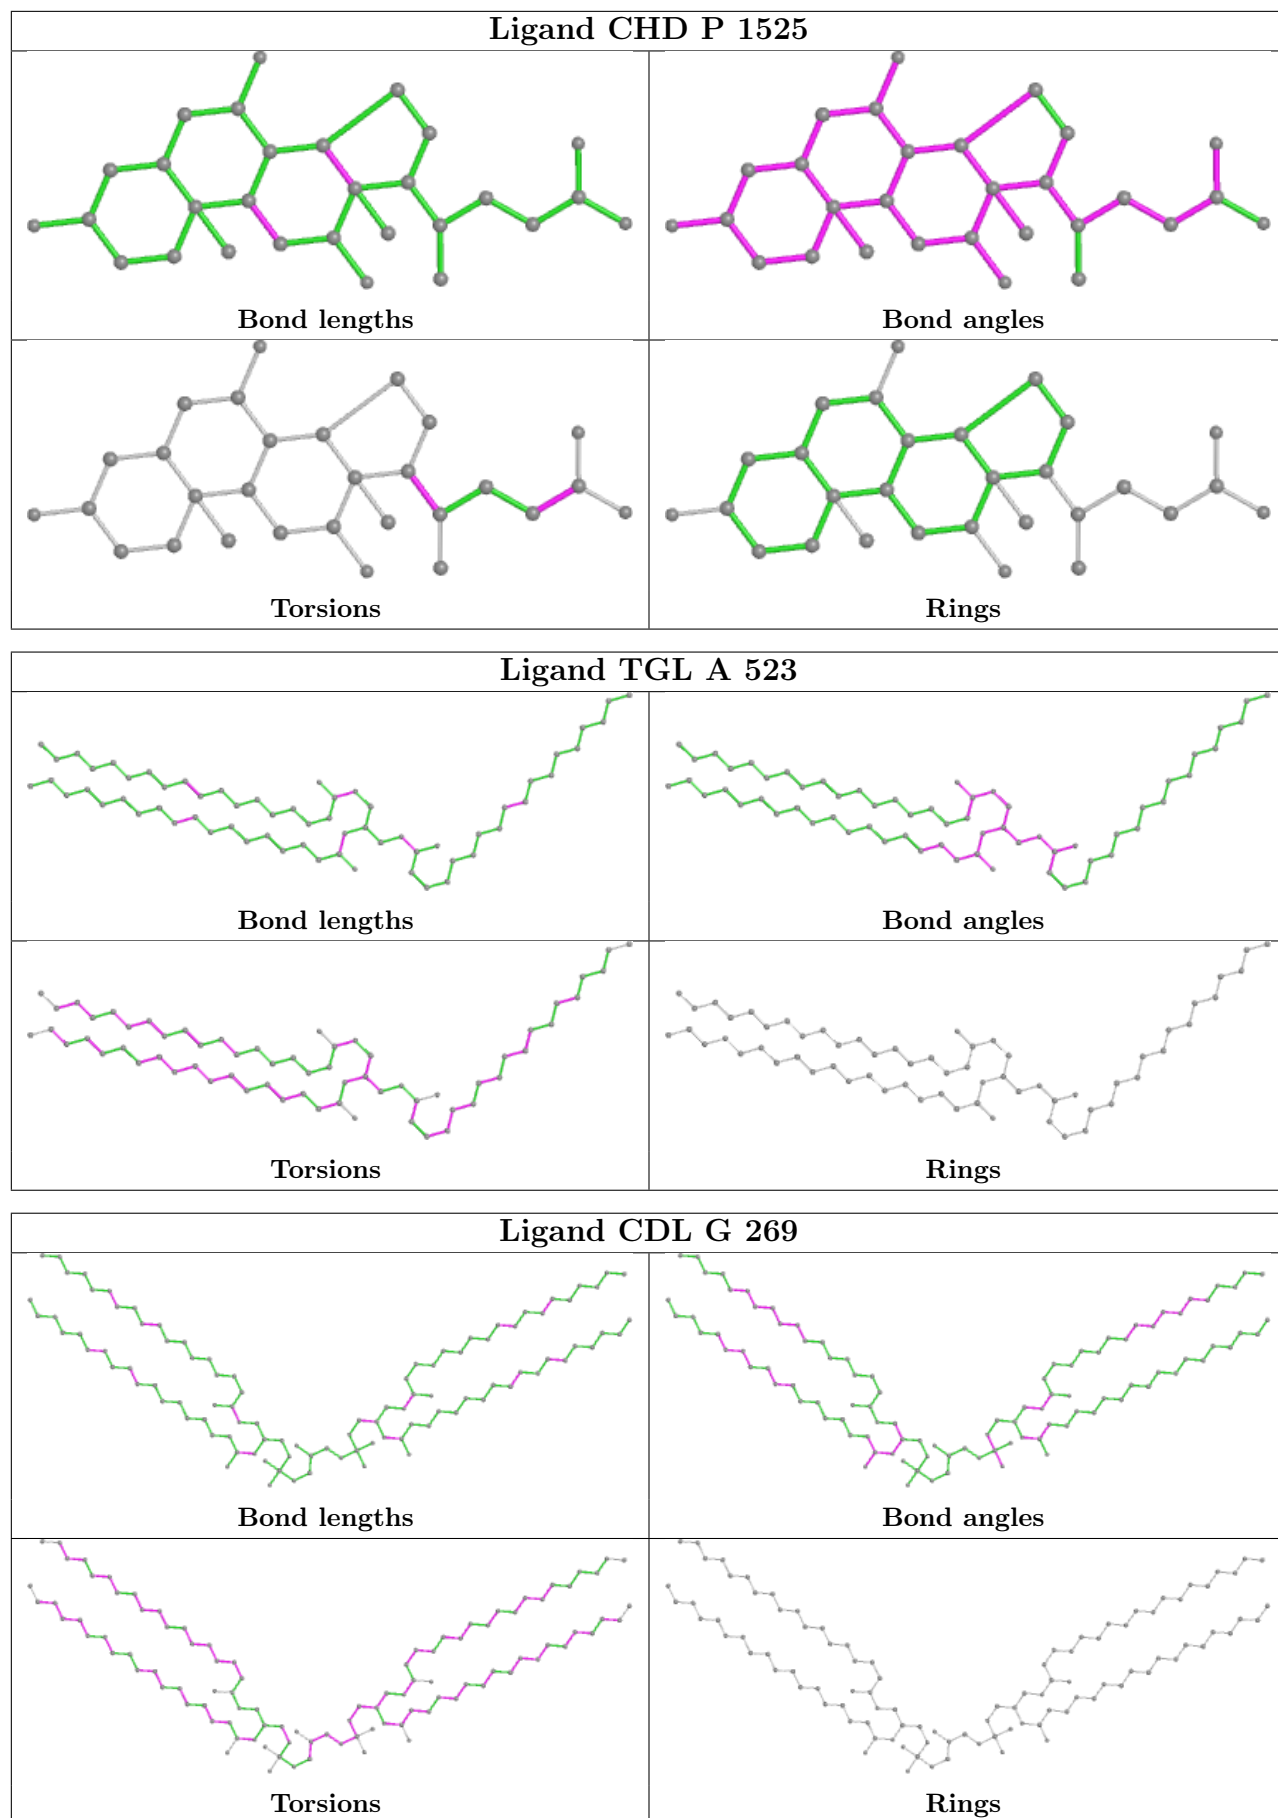 Ligand CHD P 1525
Bond lengths
Bond angles
Torsions
Rings
Ligand TGL A 523
Bond lengths
Bond angles
Torsions
Rings
Ligand CDL G 269
Bond lengths
Bond angles
Torsions
Rings